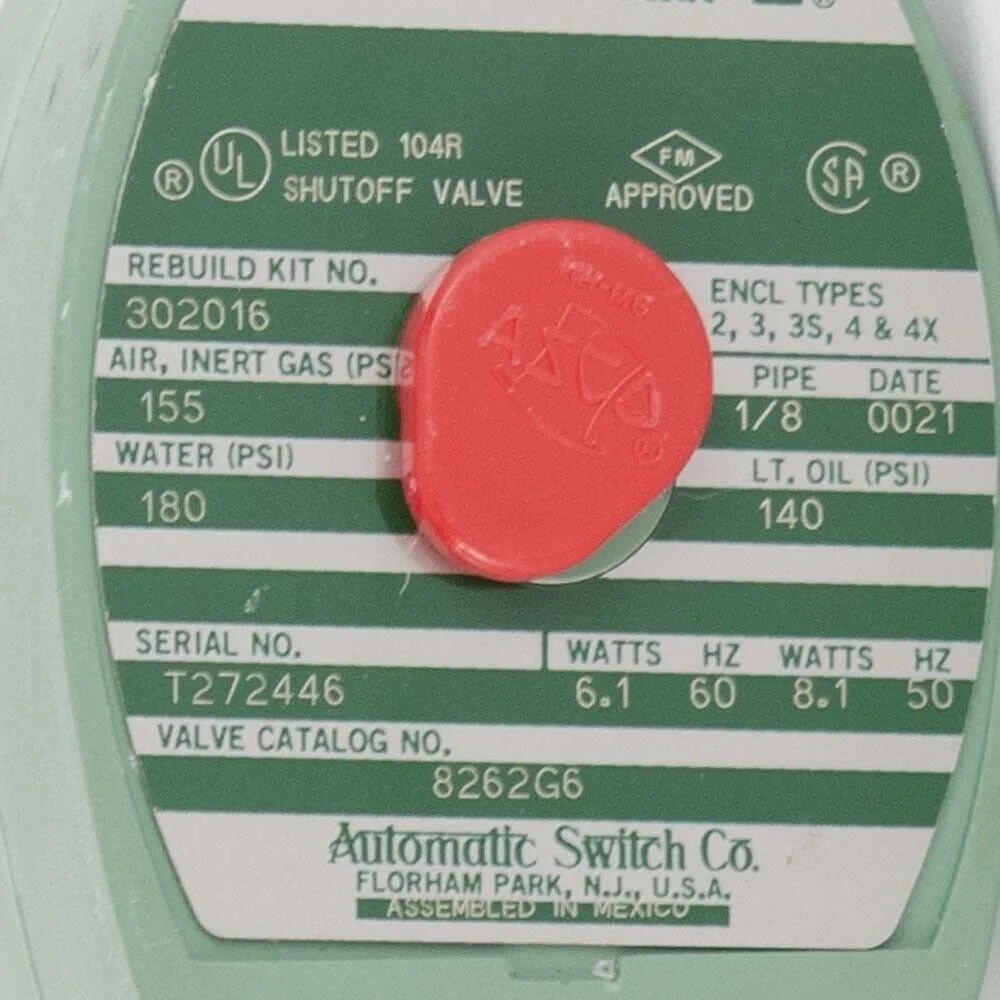 ®
® UL LISTED 104R
SHUTOFF VALVE
FM
APPROVED
SA ®
REBUILD KIT NO.
302016
ENCL TYPES
2, 3, 3S, 4 & 4X
AIR, INERT GAS (PSI
155
PIPE DATE
1/8 0021
WATER (PSI)
180
LT. OIL (PSI)
140
SERIAL NO.
T272446
WATTS HZ WATTS HZ
6.1 60 8.1 50
VALVE CATALOG NO.
8262G6
Automatic Switch Co.
FLORHAM PARK, N.J., U.S.A.
ASSEMBLED IN MEXICO